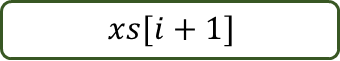 xs[i + 1]